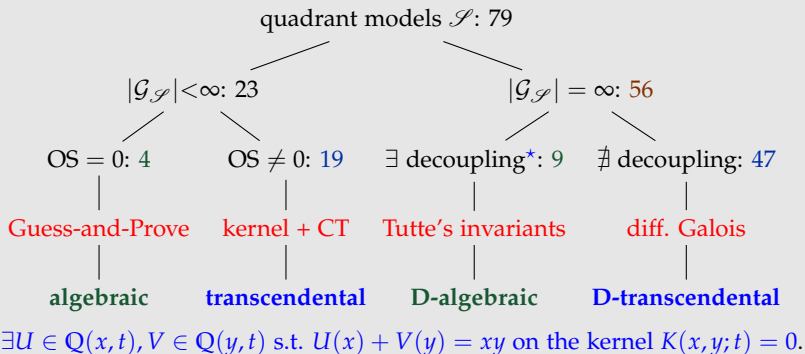 quadrant models 𝒮: 79
|𝒢_𝒮|<∞: 23 |𝒢_𝒮| = ∞: 56
OS = 0: 4 OS ≠ 0: 19 ∃ decoupling⋆: 9 ∄ decoupling: 47
Guess-and-Prove kernel + CT Tutte's invariants diff. Galois
algebraic transcendental D-algebraic D-transcendental
∃U ∈ Q(x, t), V ∈ Q(y, t) s.t. U(x) + V(y) = xy on the kernel K(x, y; t) = 0.